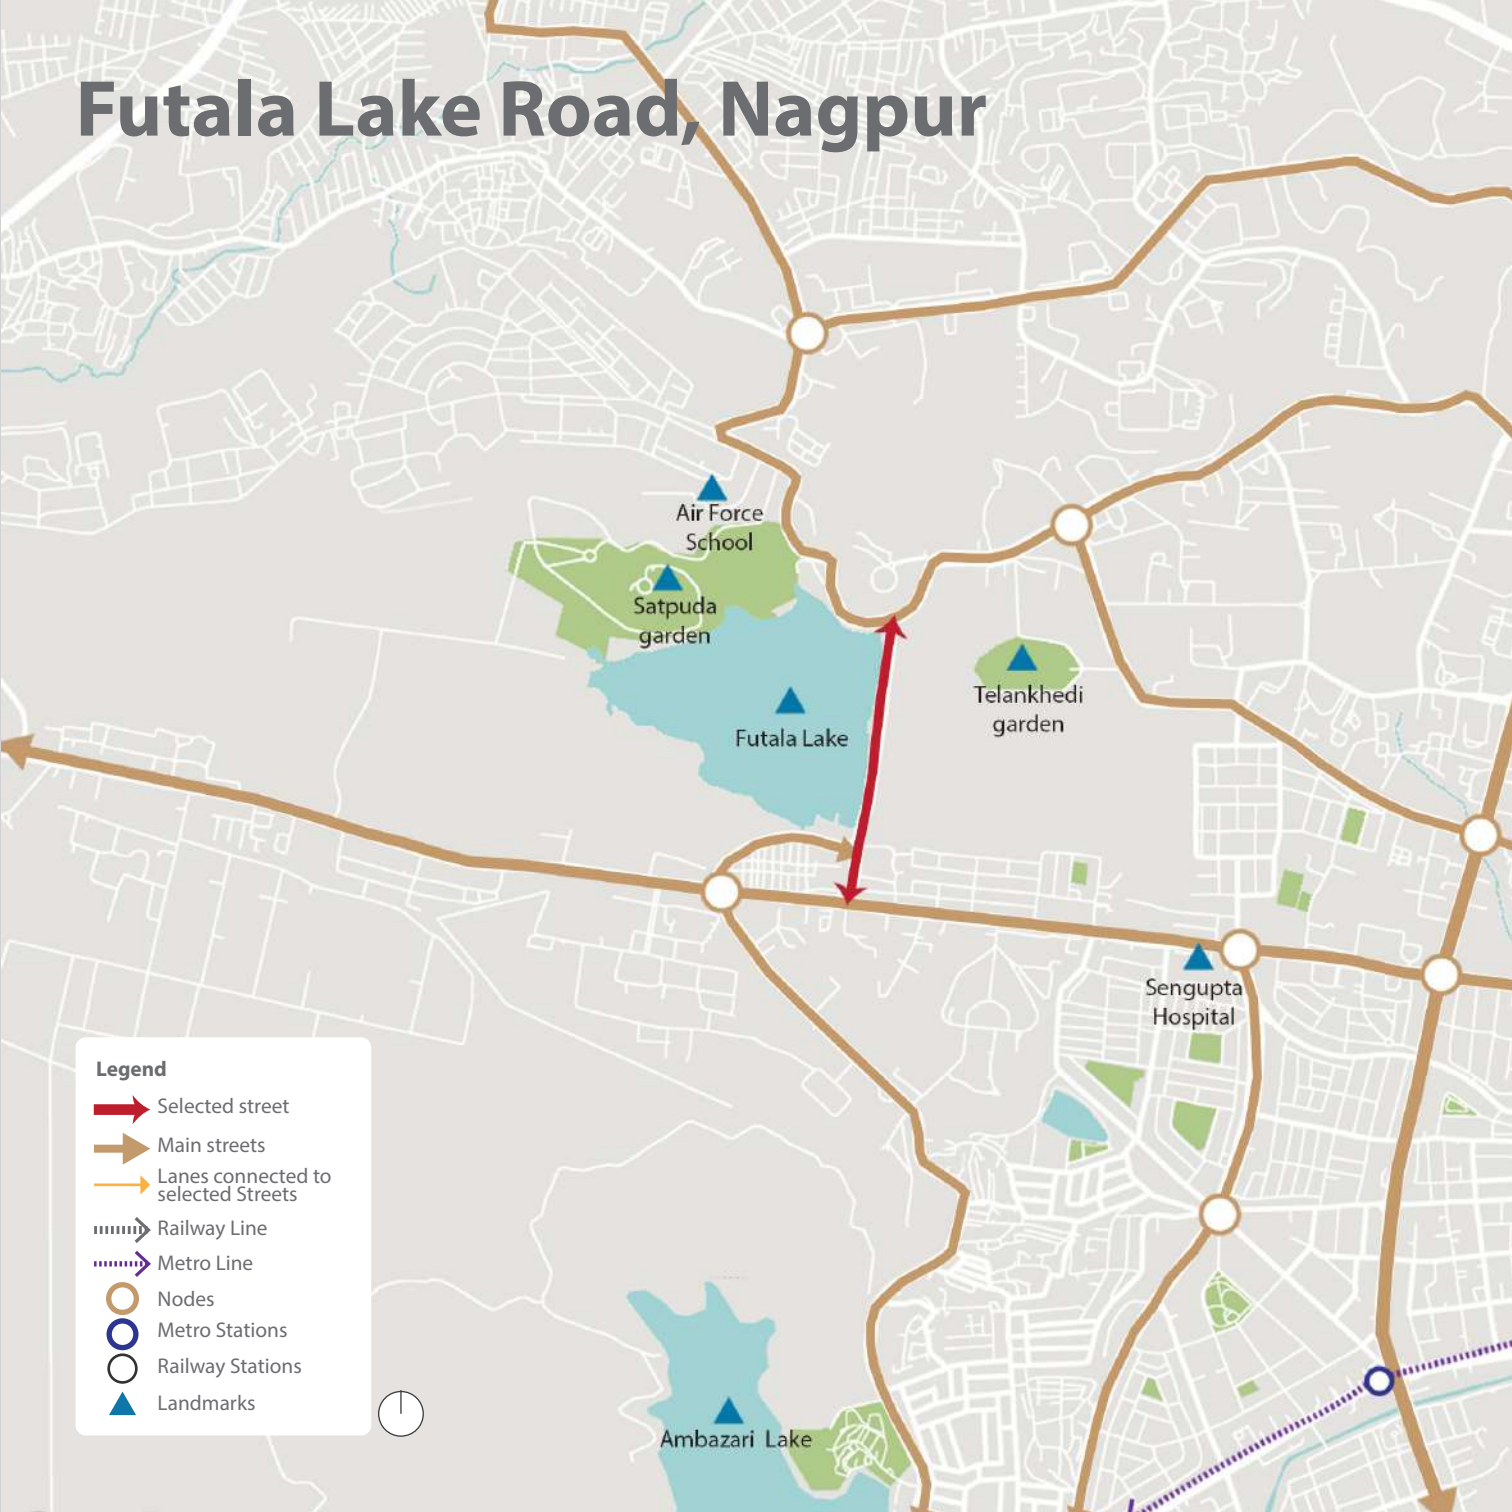 Futala Lake Road, Nagpur
Air Force
School
Satpuda
garden
Telankhedi
garden
Futala Lake
Sengupta
Hospital
Legend
Selected street
Main streets
Lanes connected to
selected Streets
Railway Line
Metro Line
Nodes
Metro Stations
Railway Stations
Landmarks
Ambazari Lake